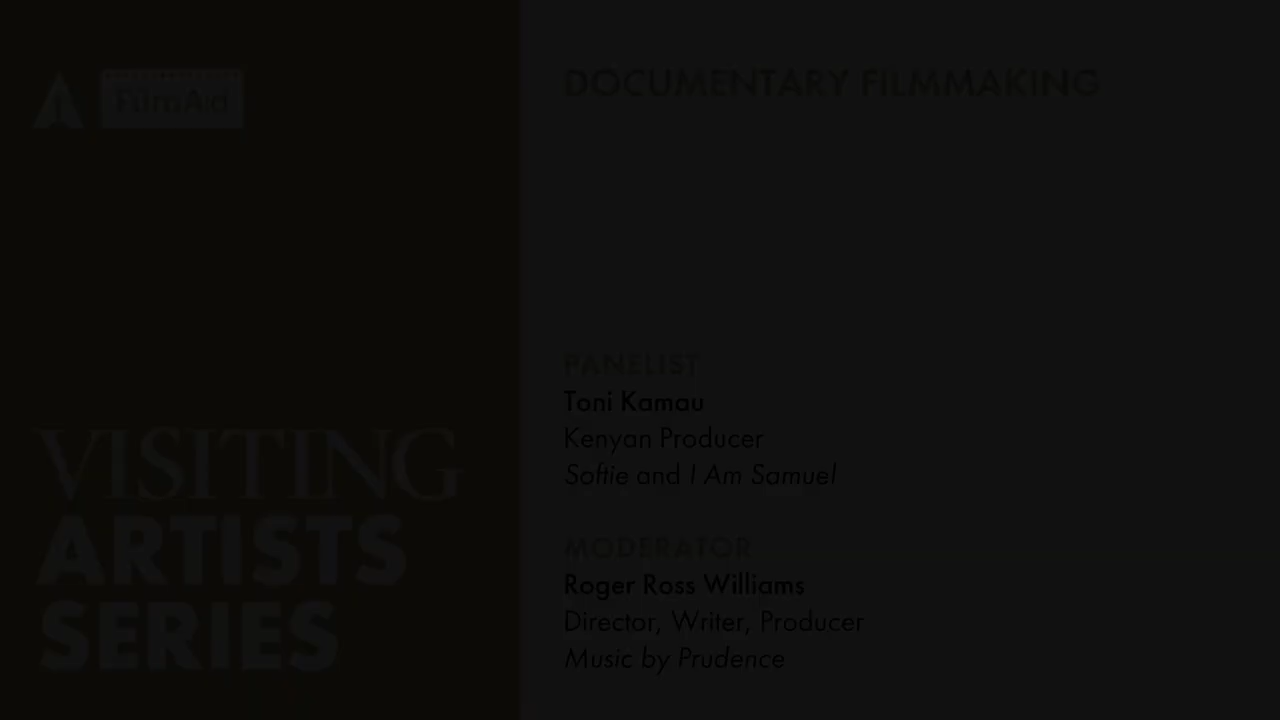 FilmAid
VISITING
ARTISTS
SERIES
DOCUMENTARY FILMMAKING
PANELIST
Toni Kamau
Kenyan Producer
Softie and I Am Samuel
MODERATOR
Roger Ross Williams
Director, Writer, Producer
Music by Prudence